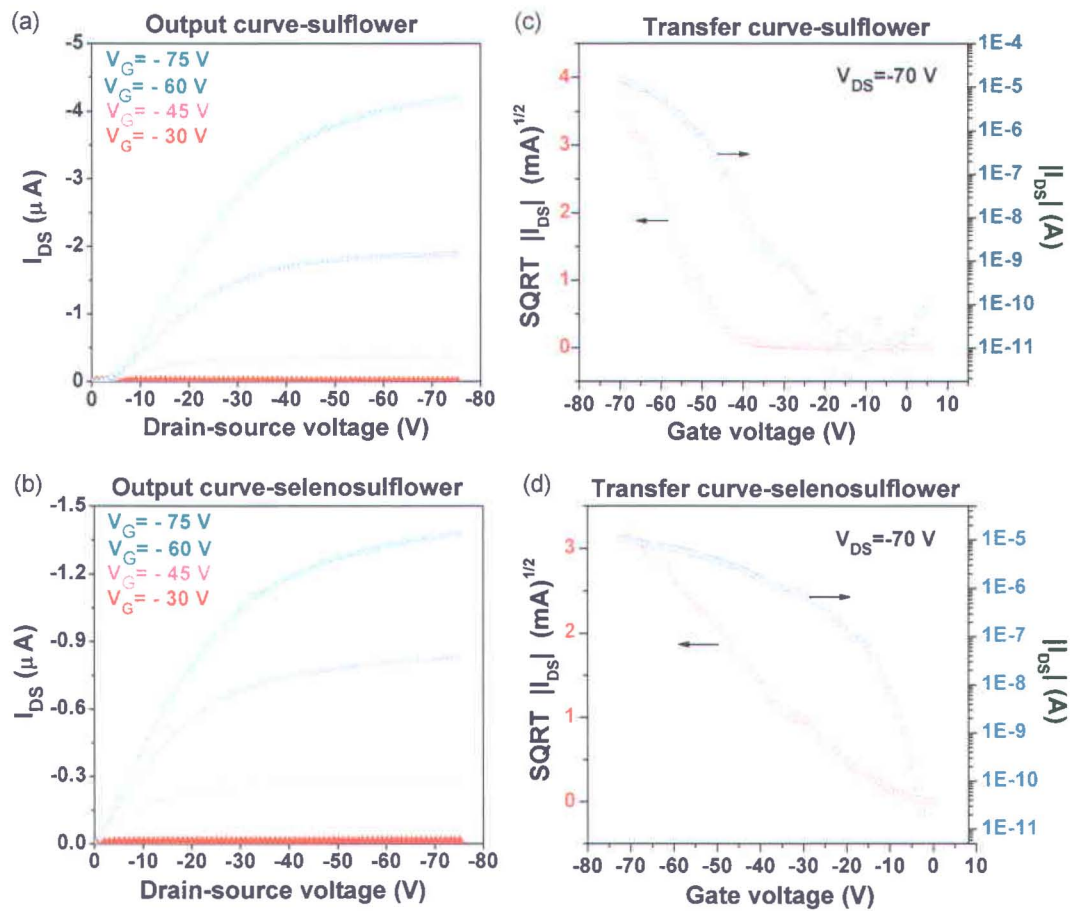 (a)
Output curve-sulflower
V_G= - 75 V
V_G= - 60 V
V_G= - 45 V
V_G= - 30 V
-5
-4
-3
-2
-1
0
I_DS (μ A)
0 -10 -20 -30 -40 -50 -60 -70 -80
Drain-source voltage (V)
(c)
Transfer curve-sulflower
V_DS=-70 V
4
3
2
1
0
SQRT |I_DS| (mA)^1/2
1E-4
1E-5
1E-6
1E-7
1E-8
1E-9
1E-10
1E-11
|I_DS| (A)
-80 -70 -60 -50 -40 -30 -20 -10 0 10
Gate voltage (V)
(b)
Output curve-selenosulflower
V_G= - 75 V
V_G= - 60 V
V_G= - 45 V
V_G= - 30 V
-1.5
-1.2
-0.9
-0.6
-0.3
0.0
I_DS (μ A)
0 -10 -20 -30 -40 -50 -60 -70 -80
Drain-source voltage (V)
(d)
Transfer curve-selenosulflower
V_DS=-70 V
3
2
1
0
SQRT |I_DS| (mA)^1/2
1E-5
1E-6
1E-7
1E-8
1E-9
1E-10
1E-11
|I_DS| (A)
-80 -70 -60 -50 -40 -30 -20 -10 0 10
Gate voltage (V)